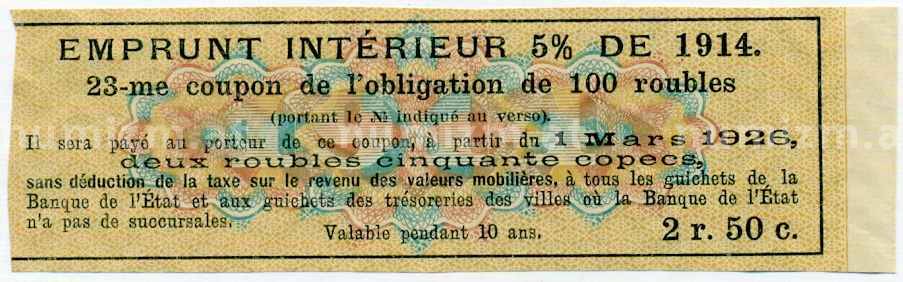 EMPRUNT INTÉRIEUR 5% DE 1914.
23-me coupon de l'obligation de 100 roubles
(portant le № indiqué au verso).
Il sera payé au porteur de ce coupon, à partir du 1 Mars 1926,
deux roubles cinquante copecs,
sans déduction de la taxe sur le revenu des valeurs mobilières, à tous les guichets de la
Banque de l'État et aux guichets des trésoreries des villes où la Banque de l'État
n'a pas de succursales.
Valable pendant 10 ans.
2 r. 50 c.